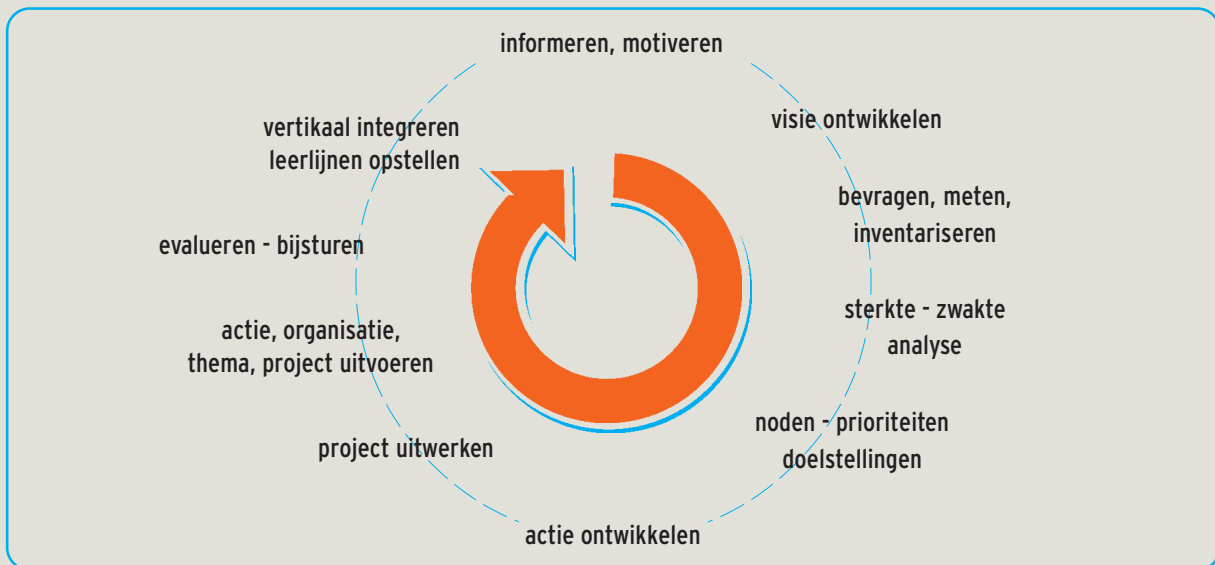 informeren, motiveren
visie ontwikkelen
bevragen, meten,
inventariseren
sterkte - zwakte
analyse
noden - prioriteiten
doelstellingen
actie ontwikkelen
project uitwerken
actie, organisatie,
thema, project uitvoeren
evalueren - bijsturen
vertikaal integreren
leerlijnen opstellen